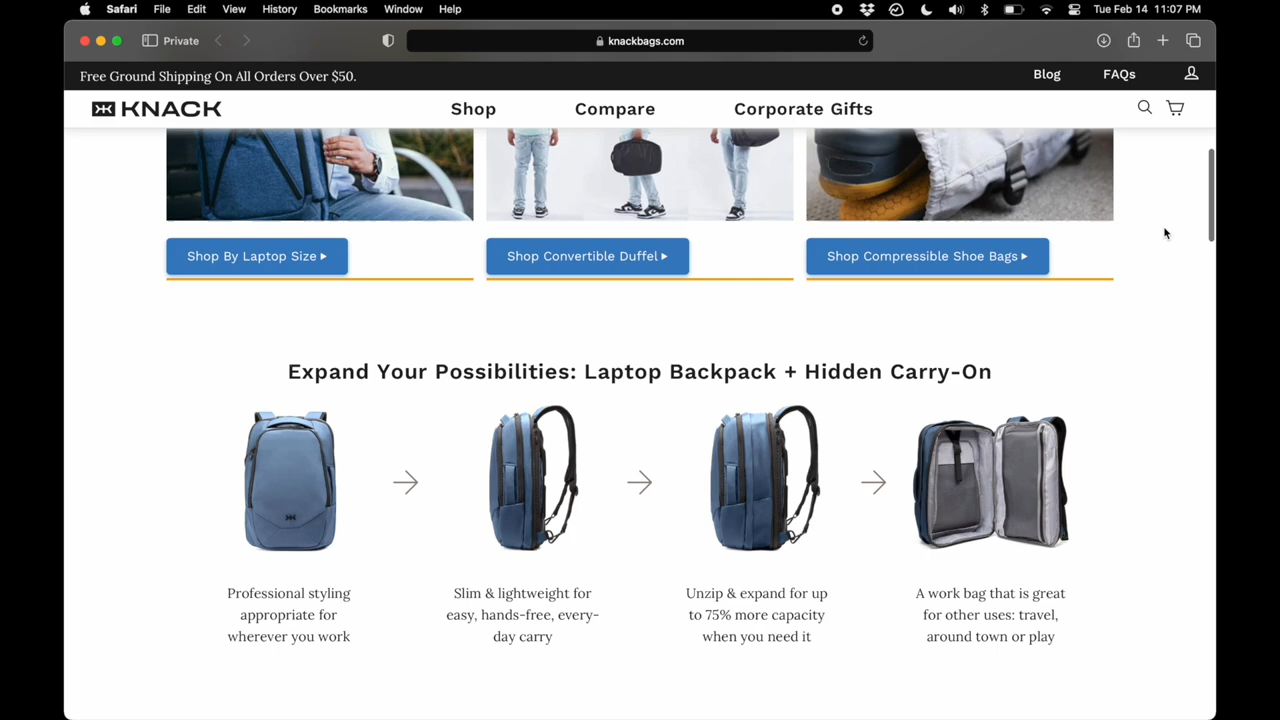 Safari File Edit View History Bookmarks Window Help Tue Feb 14 11:07 PM
Private knackbags.com
Free Ground Shipping On All Orders Over $50. Blog FAQs
KNACK Shop Compare Corporate Gifts
Shop By Laptop Size Shop Convertible Duffel Shop Compressible Shoe Bags
Expand Your Possibilities: Laptop Backpack + Hidden Carry-On
Professional styling
appropriate for
wherever you work
Slim & lightweight for
easy, hands-free, every-
day carry
Unzip & expand for up
to 75% more capacity
when you need it
A work bag that is great
for other uses: travel,
around town or play